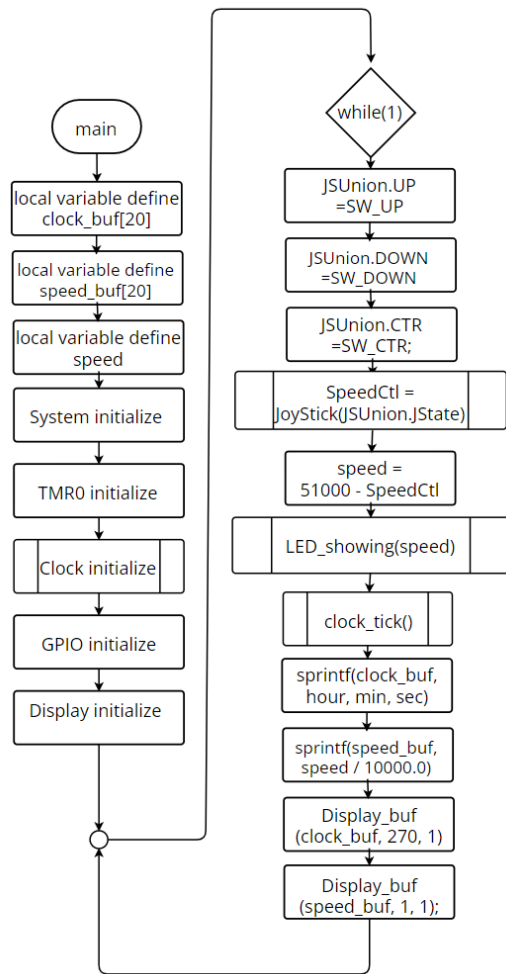 main
local variable define
clock_buf[20]
local variable define
speed_buf[20]
local variable define
speed
System initialize
TMR0 initialize
Clock initialize
GPIO initialize
Display initialize
while(1)
JSUnion.UP
=SW_UP
JSUnion.DOWN
=SW_DOWN
JSUnion.CTR
=SW_CTR;
SpeedCtl =
JoyStick(JSUnion.JState)
speed =
51000 - SpeedCtl
LED_showing(speed)
clock_tick()
sprintf(clock_buf,
hour, min, sec)
sprintf(speed_buf,
speed / 10000.0)
Display_buf
(clock_buf, 270, 1)
Display_buf
(speed_buf, 1, 1);